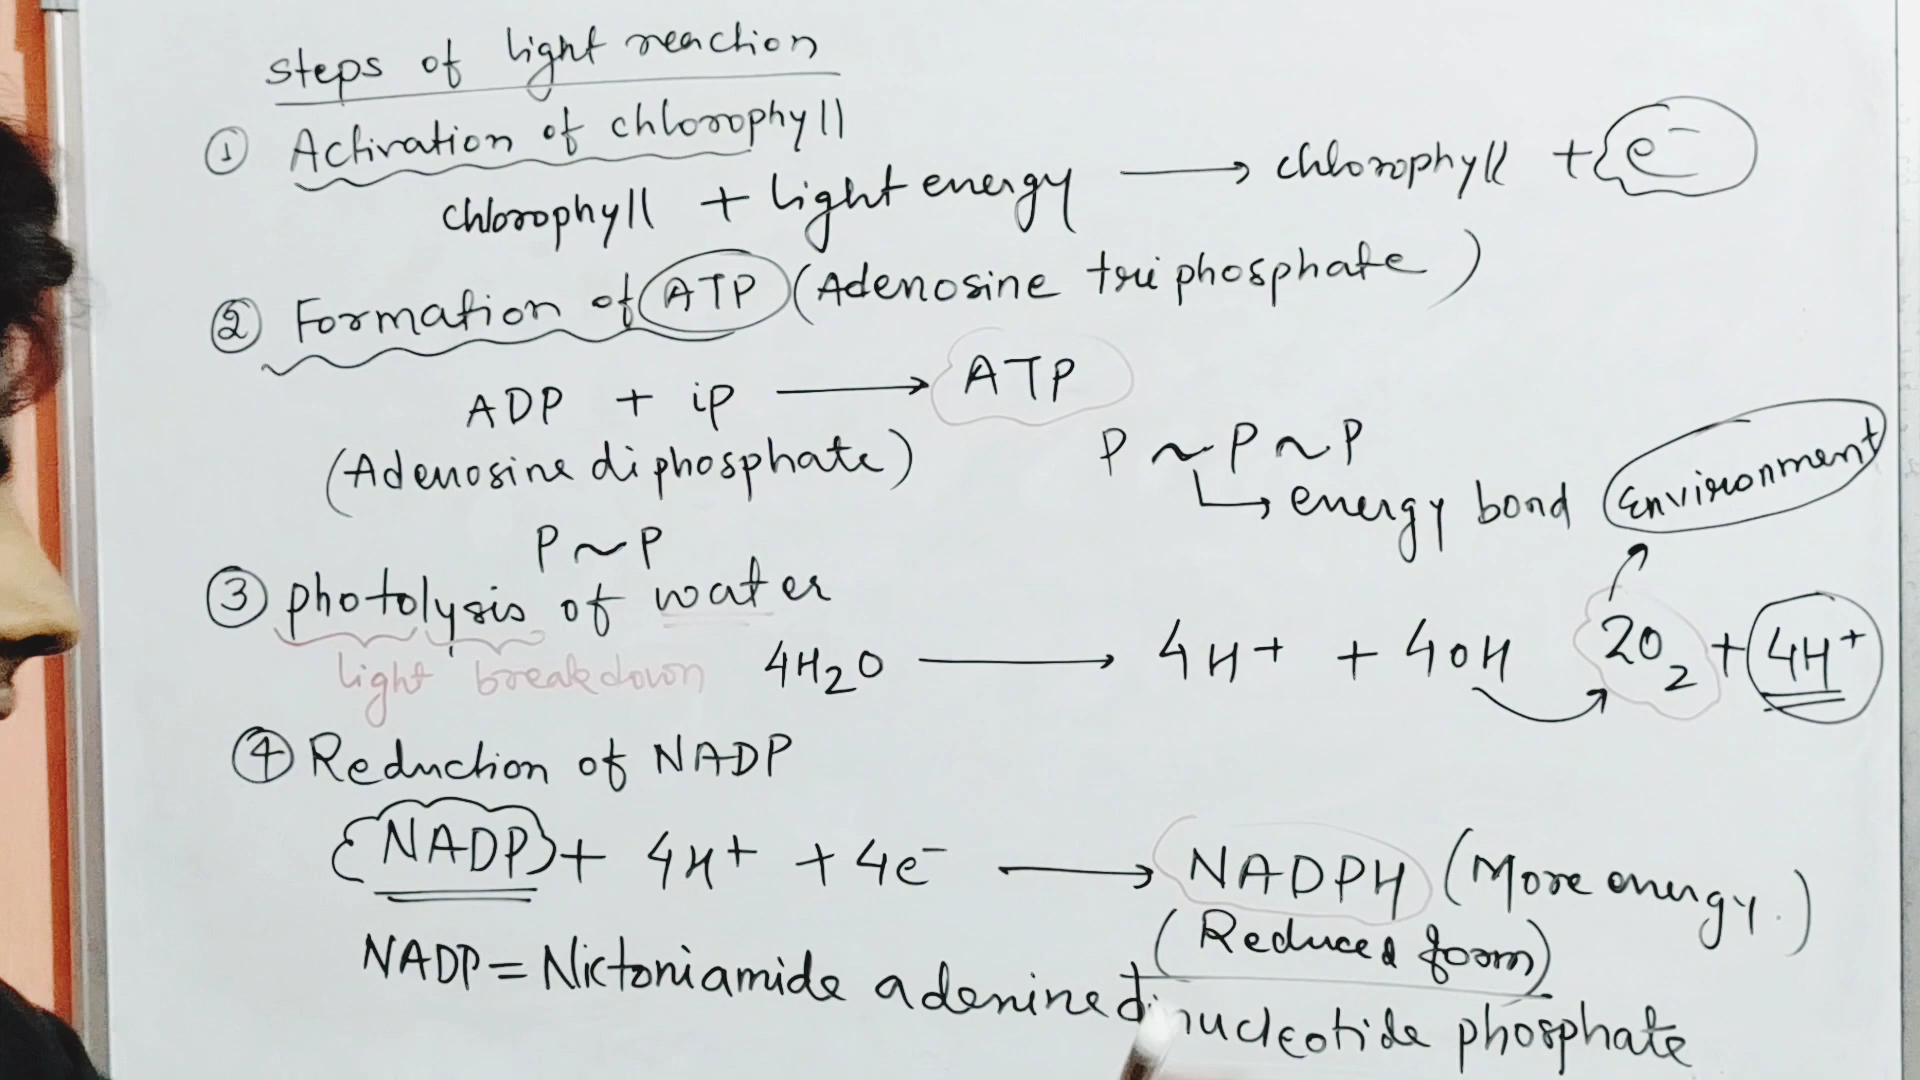 steps of light reaction
① Activation of chlorophyll
chlorophyll + light energy ⟶ chlorophyll + e⁻
② Formation of ATP (Adenosine triphosphate)
ADP + ip ⟶ ATP
(Adenosine diphosphate)
P ~ P ~ P
energy bond
Environment
P ~ P
③ photolysis of water
light breakdown
4H₂O ⟶ 4H+ + 4OH 2O₂ + 4H⁺
④ Reduction of NADP
NADP + 4H+ + 4e⁻ ⟶ NADPH (More energy.)
(Reduced form)
NADP = Nictoniamide adenine dinucleotide phosphate